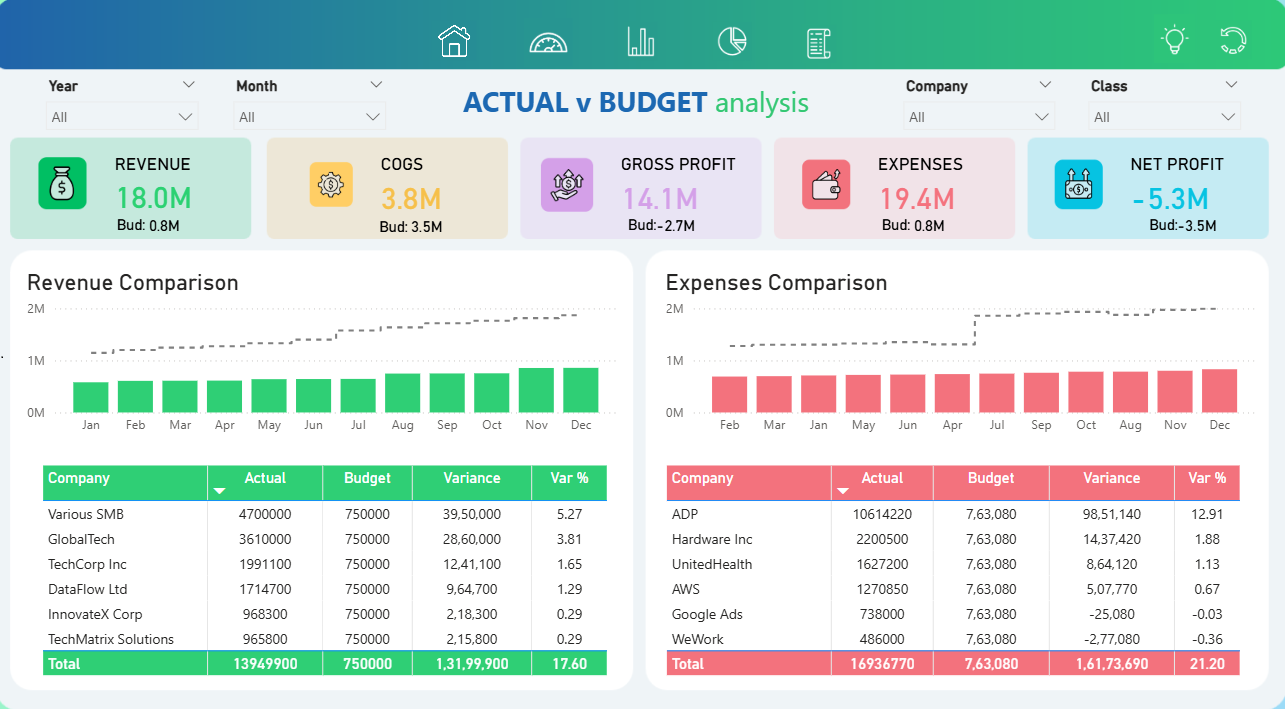 Year
Month
ACTUAL v BUDGET analysis
Company
Class
All
All
All
All
REVENUE
18.0M
Bud: 0.8M
COGS
3.8M
Bud: 3.5M
GROSS PROFIT
14.1M
Bud:-2.7M
EXPENSES
19.4M
Bud: 0.8M
NET PROFIT
-5.3M
Bud:-3.5M
Revenue Comparison
2M
1M
0M
Jan Feb Mar Apr May Jun Jul Aug Sep Oct Nov Dec
Company Actual Budget Variance Var %
Various SMB 4700000 750000 39,50,000 5.27
GlobalTech 3610000 750000 28,60,000 3.81
TechCorp Inc 1991100 750000 12,41,100 1.65
DataFlow Ltd 1714700 750000 9,64,700 1.29
InnovateX Corp 968300 750000 2,18,300 0.29
TechMatrix Solutions 965800 750000 2,15,800 0.29
Total 13949900 750000 1,31,99,900 17.60
Expenses Comparison
2M
1M
0M
Feb Mar Jan May Jun Apr Jul Sep Oct Aug Nov Dec
Company Actual Budget Variance Var %
ADP 10614220 7,63,080 98,51,140 12.91
Hardware Inc 2200500 7,63,080 14,37,420 1.88
UnitedHealth 1627200 7,63,080 8,64,120 1.13
AWS 1270850 7,63,080 5,07,770 0.67
Google Ads 738000 7,63,080 -25,080 -0.03
WeWork 486000 7,63,080 -2,77,080 -0.36
Total 16936770 7,63,080 1,61,73,690 21.20